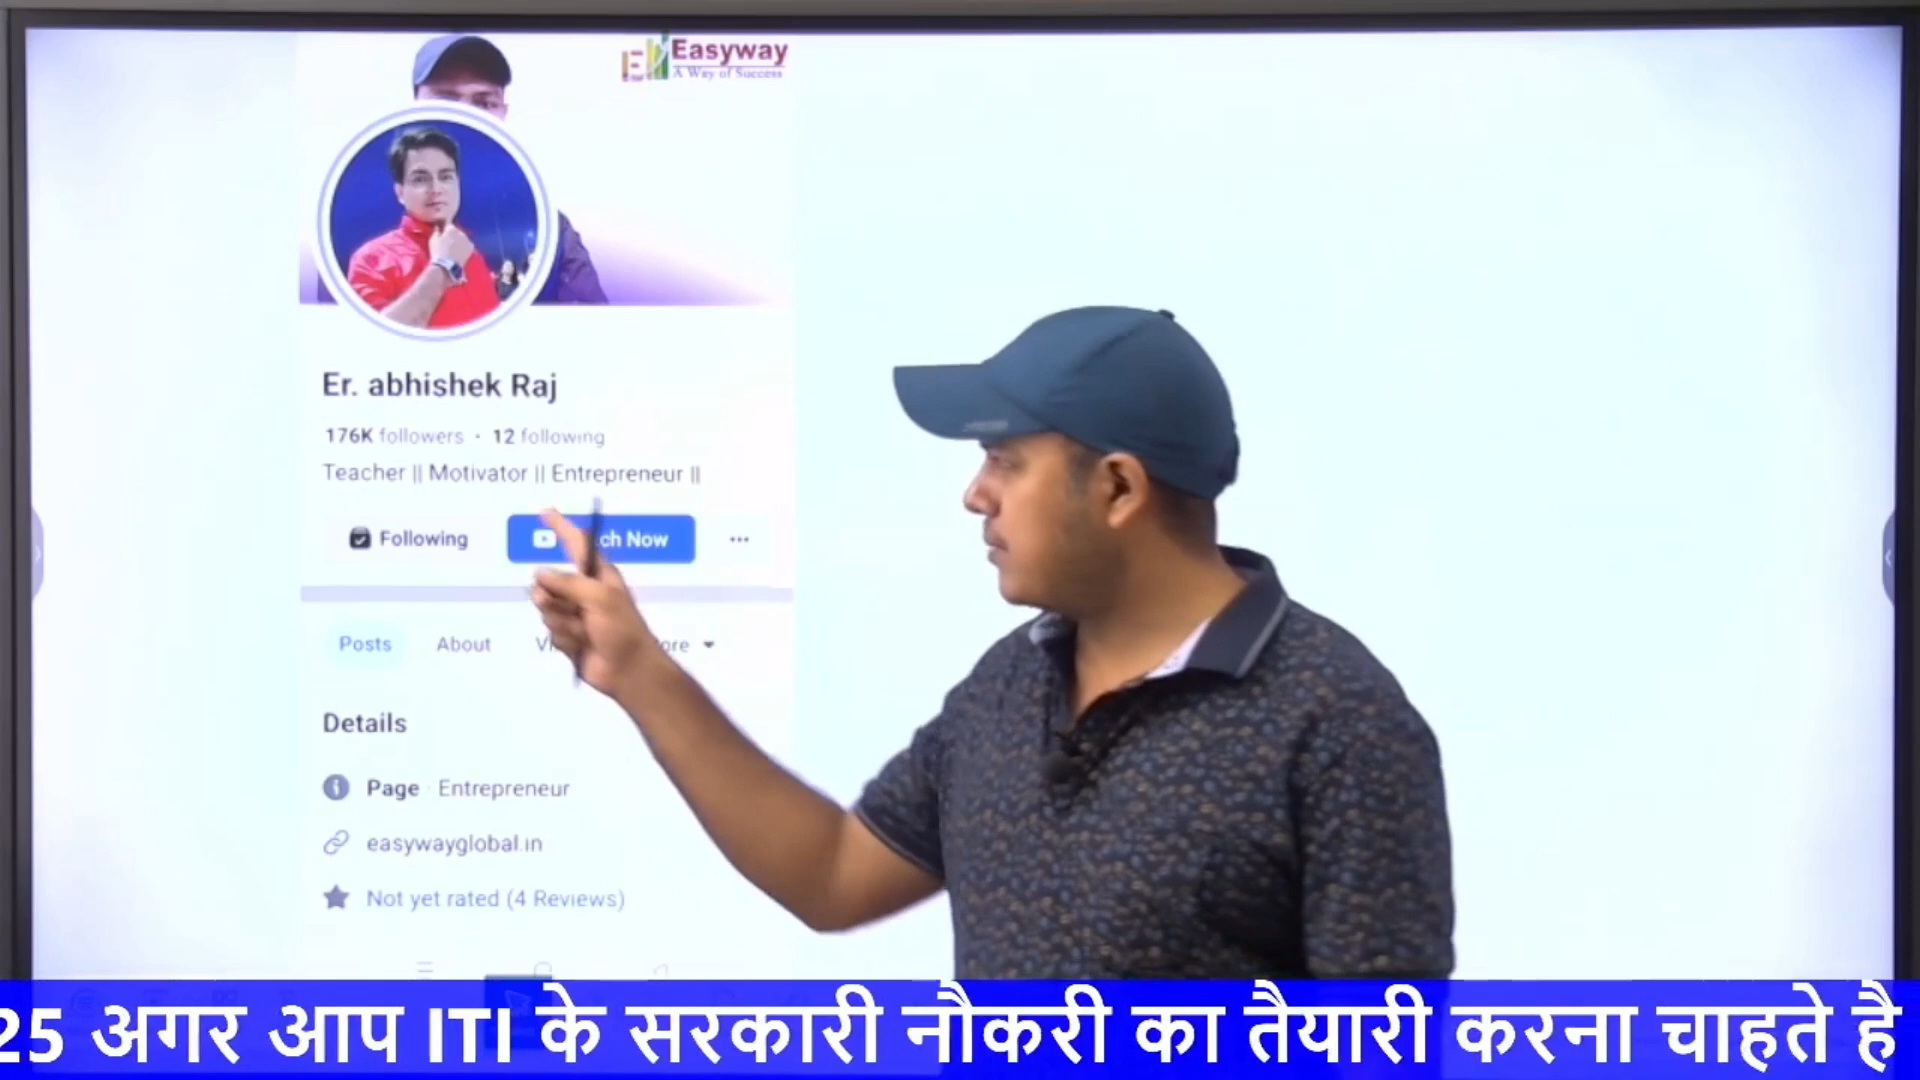 Easyway
A Way of Success
Er. abhishek Raj
176K followers · 12 following
Teacher || Motivator || Entrepreneur ||
Following
Now
...
Posts About
Details
Page · Entrepreneur
easywayglobal.in
Not yet rated (4 Reviews)
25 अगर आप ITI के सरकारी नौकरी का तैयारी करना चाहते है